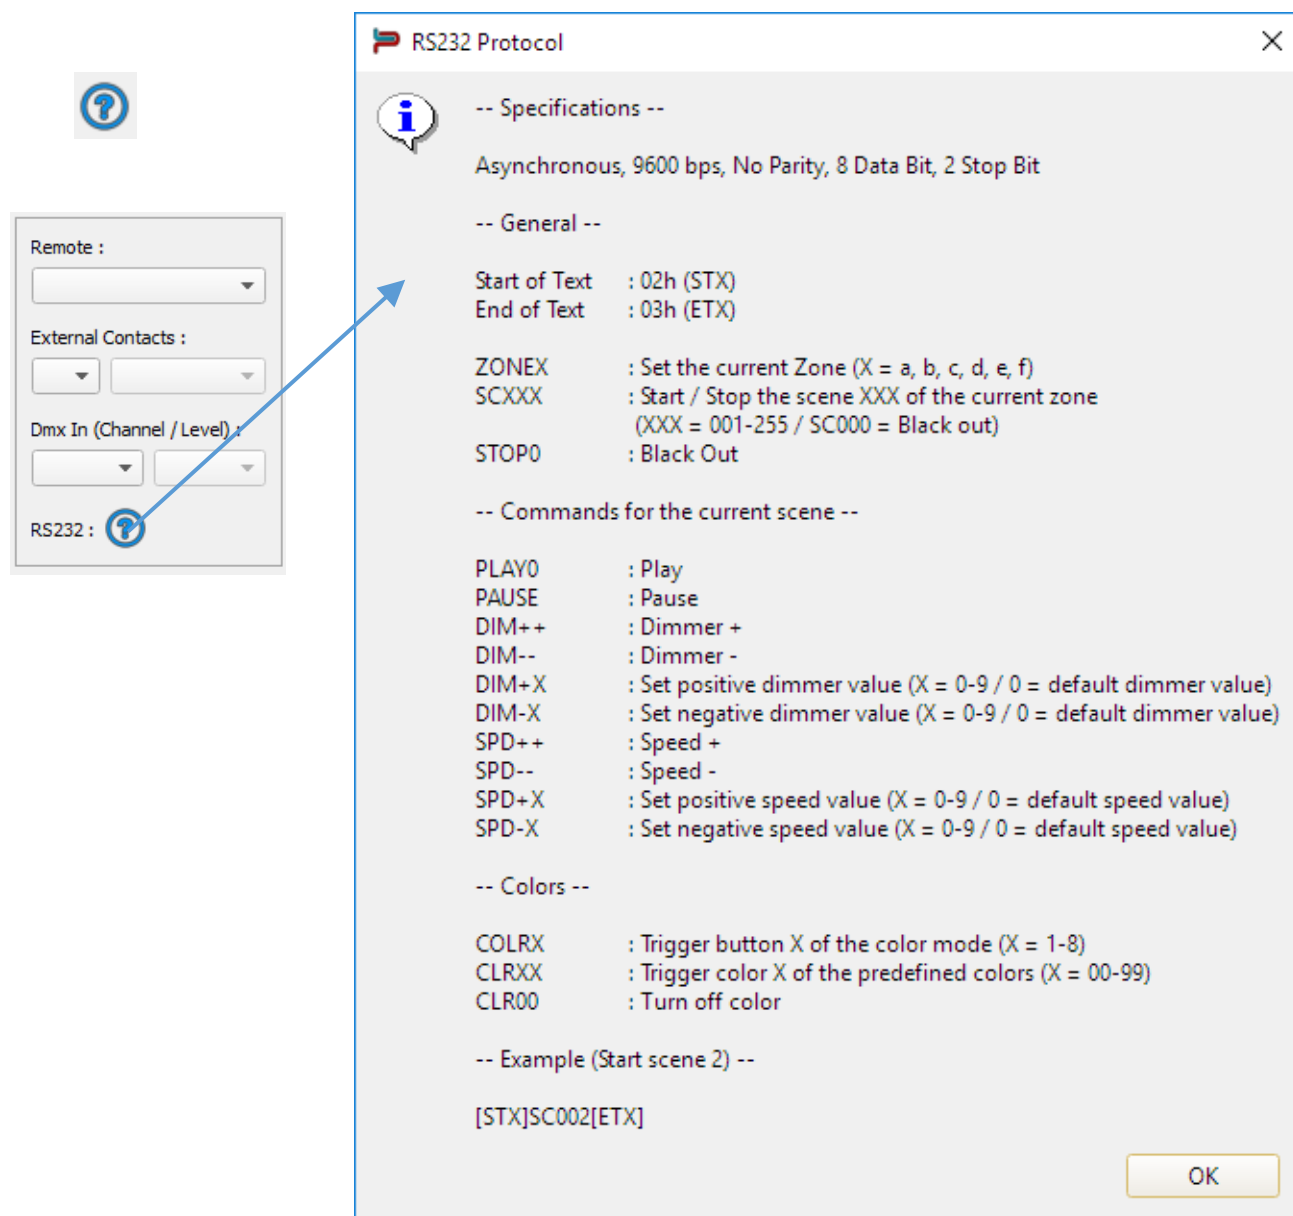 Remote :
External Contacts :
Dmx In (Channel / Level) :
RS232 :
RS232 Protocol
-- Specifications --
Asynchronous, 9600 bps, No Parity, 8 Data Bit, 2 Stop Bit
-- General --
Start of Text : 02h (STX)
End of Text : 03h (ETX)
ZONEX : Set the current Zone (X = a, b, c, d, e, f)
SCXXX : Start / Stop the scene XXX of the current zone
(XXX = 001-255 / SC000 = Black out)
STOP0 : Black Out
-- Commands for the current scene --
PLAY0 : Play
PAUSE : Pause
DIM++ : Dimmer +
DIM-- : Dimmer -
DIM+X : Set positive dimmer value (X = 0-9 / 0 = default dimmer value)
DIM-X : Set negative dimmer value (X = 0-9 / 0 = default dimmer value)
SPD++ : Speed +
SPD-- : Speed -
SPD+X : Set positive speed value (X = 0-9 / 0 = default speed value)
SPD-X : Set negative speed value (X = 0-9 / 0 = default speed value)
-- Colors --
COLRX : Trigger button X of the color mode (X = 1-8)
CLRXX : Trigger color X of the predefined colors (X = 00-99)
CLR00 : Turn off color
-- Example (Start scene 2) --
[STX]SC002[ETX]
OK